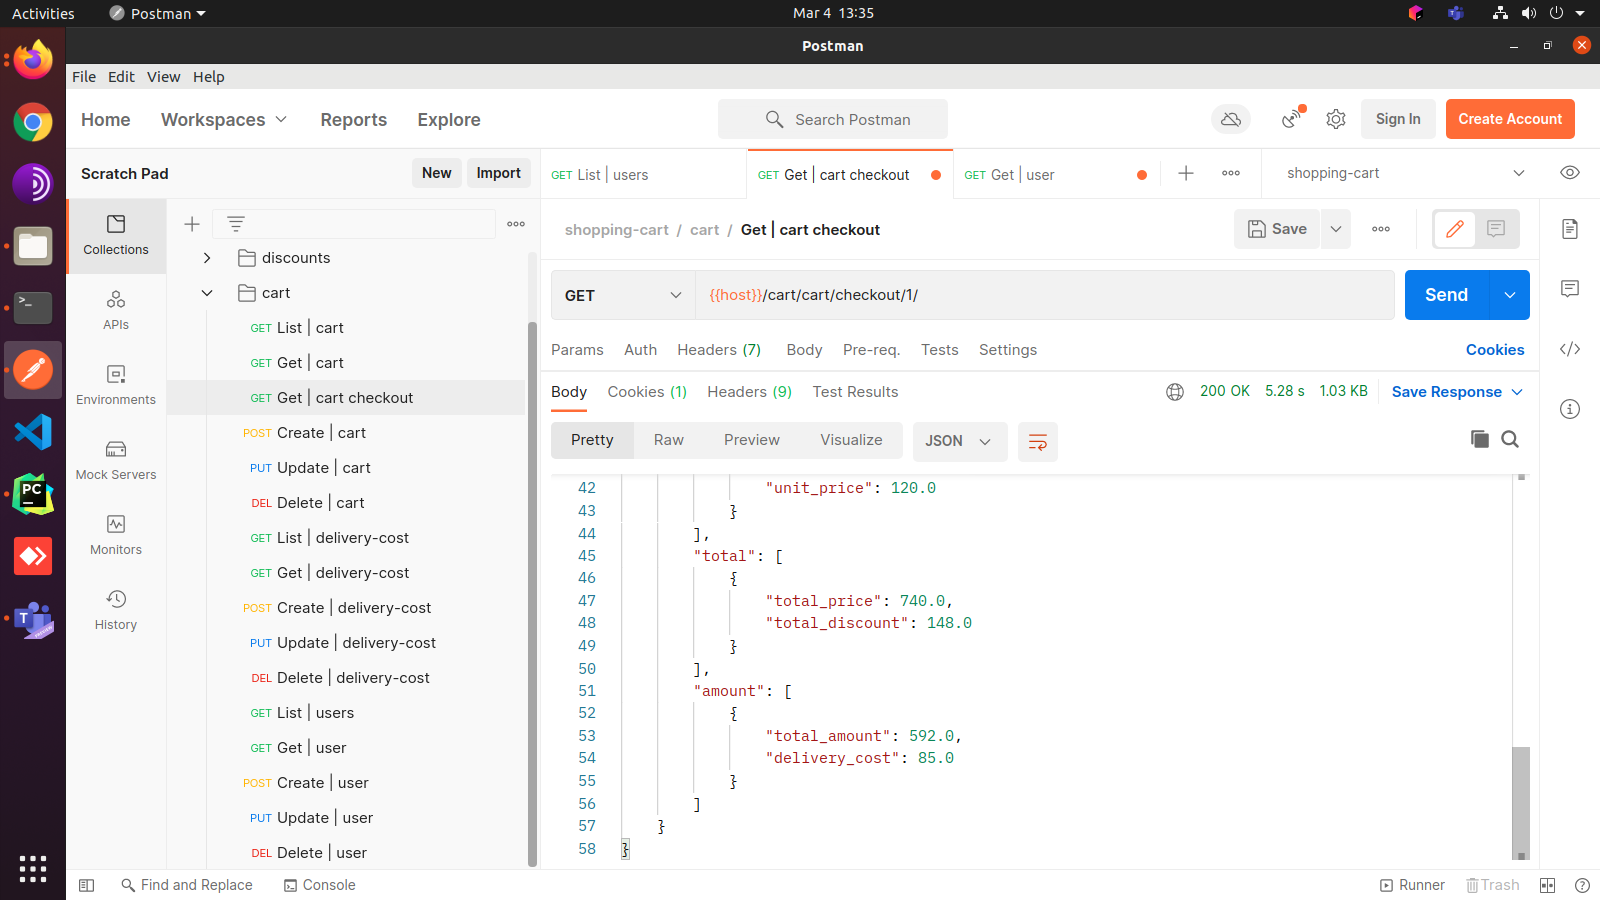 Activities
Postman
Mar 4 13:35
Postman
File Edit View Help
Home Workspaces Reports Explore
Search Postman
Sign In
Create Account
Scratch Pad
New
Import
GET List | users
GET Get | cart checkout
GET Get | user
shopping-cart
Collections
APIs
Environments
Mock Servers
Monitors
History
discounts
cart
GET List | cart
GET Get | cart
GET Get | cart checkout
POST Create | cart
PUT Update | cart
DEL Delete | cart
GET List | delivery-cost
GET Get | delivery-cost
POST Create | delivery-cost
PUT Update | delivery-cost
DEL Delete | delivery-cost
GET List | users
GET Get | user
POST Create | user
PUT Update | user
DEL Delete | user
shopping-cart / cart / Get | cart checkout
Save
GET
{{host}}/cart/cart/checkout/1/
Send
Params Auth Headers (7) Body Pre-req. Tests Settings
Cookies
Body Cookies (1) Headers (9) Test Results
200 OK 5.28 s 1.03 KB
Save Response
Pretty Raw Preview Visualize
JSON
42 "unit_price": 120.0
43 }
44 ],
45 "total": [
46 {
47 "total_price": 740.0,
48 "total_discount": 148.0
49 }
50 ],
51 "amount": [
52 {
53 "total_amount": 592.0,
54 "delivery_cost": 85.0
55 }
56 ]
57 }
58 }
Find and Replace
Console
Runner
Trash